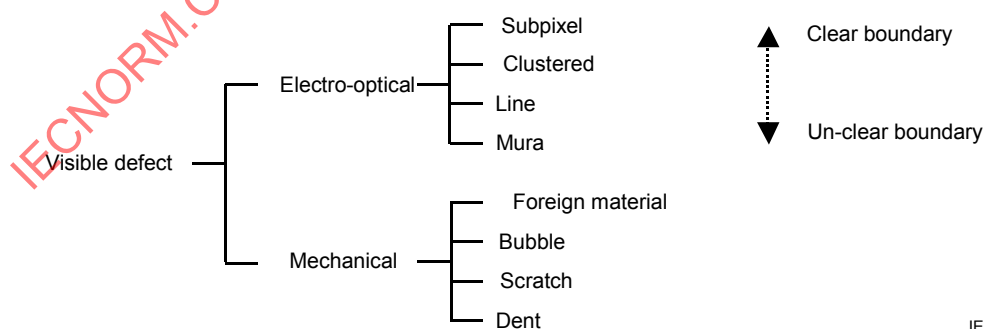 Subpixel
Clear boundary
Clustered
Electro-optical
Line
Mura
Un-clear boundary
Visible defect
Foreign material
Bubble
Mechanical
Scratch
Dent
IECNORM.C
IE